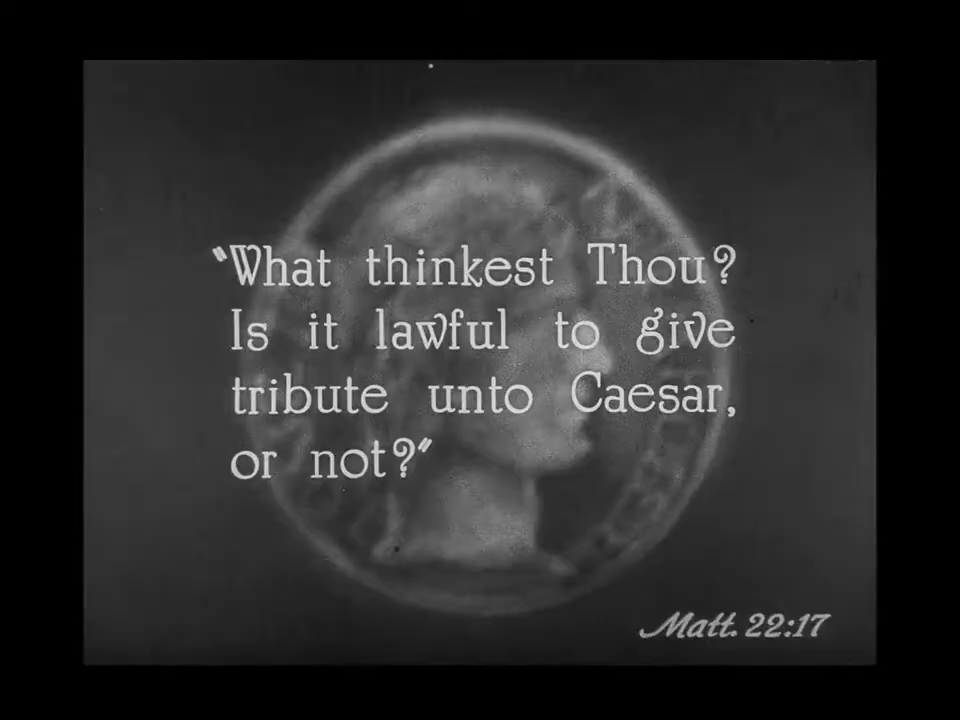 "What thinkest Thou?
Is it lawful to give
tribute unto Caesar,
or not?"
Matt. 22:17